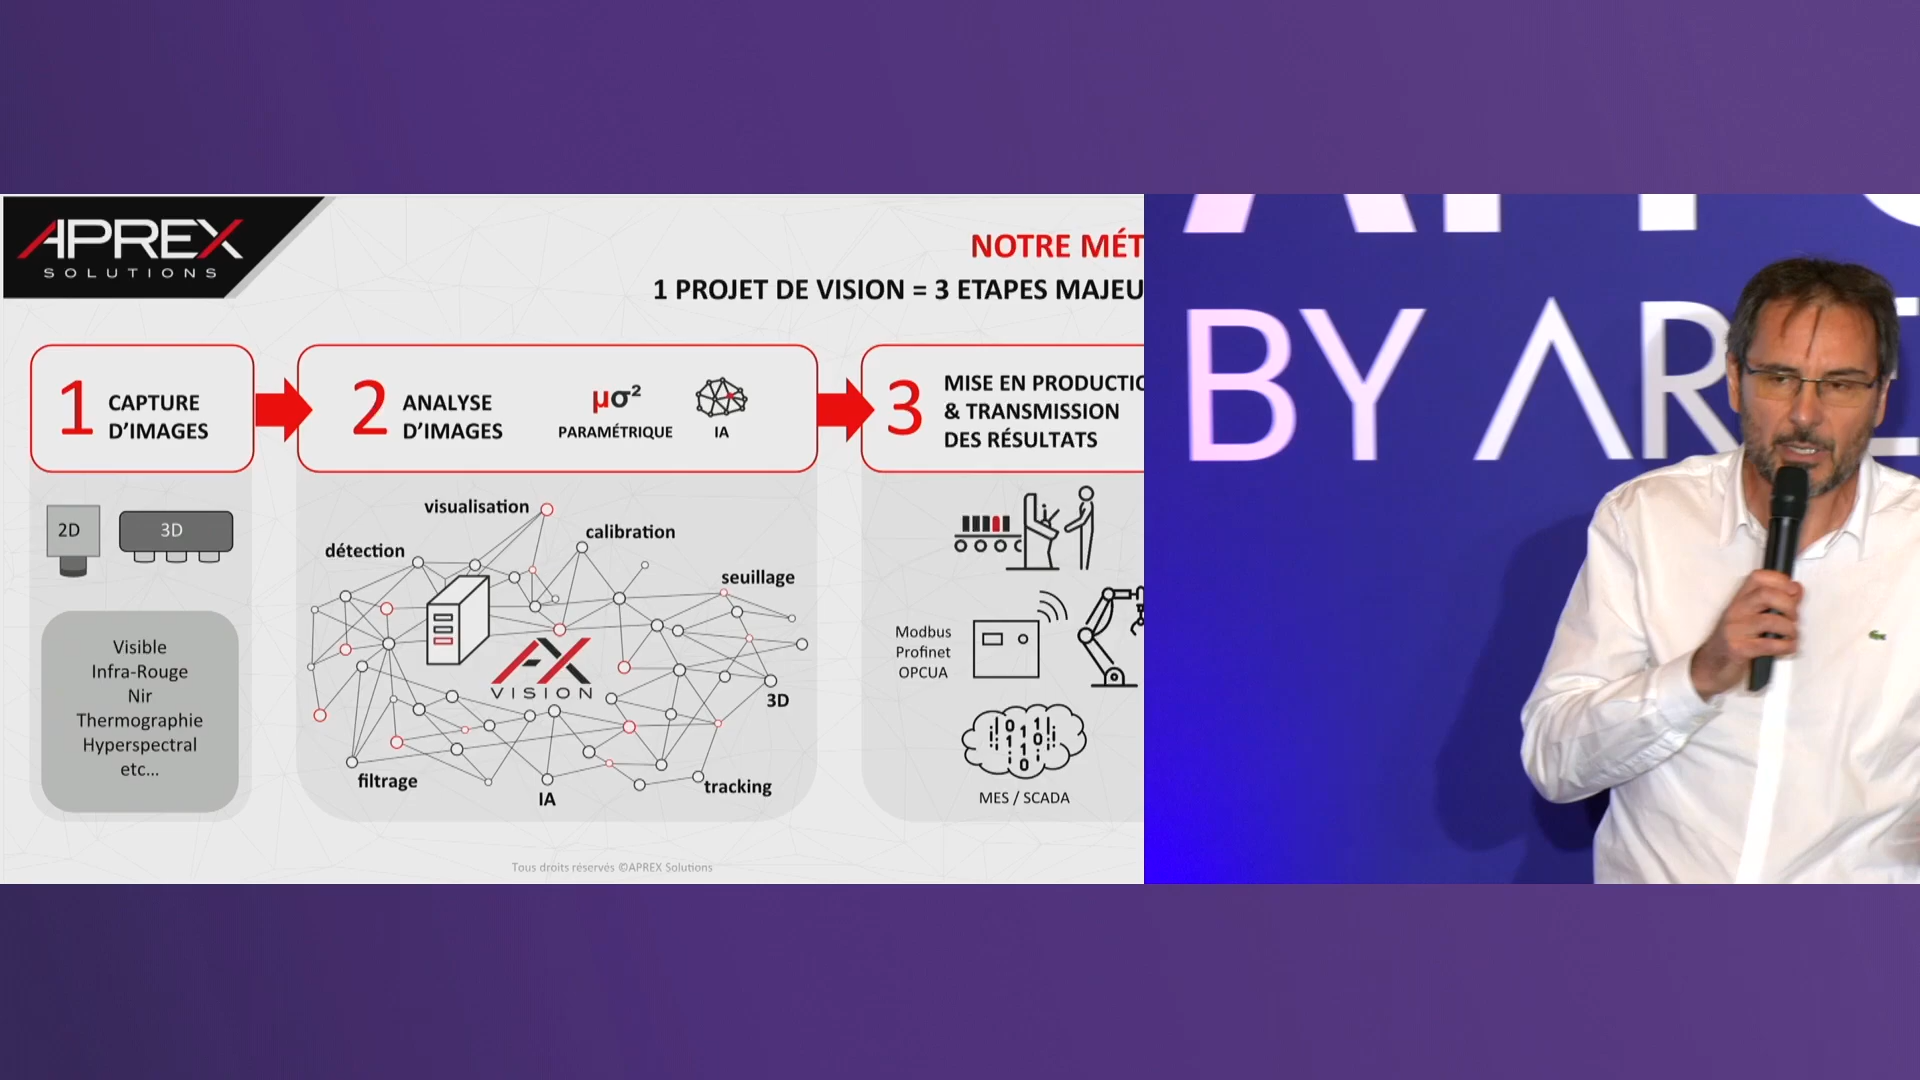 APREX
SOLUTIONS
NOTRE MÉT
1 PROJET DE VISION = 3 ETAPES MAJEU
1 CAPTURE
D'IMAGES
2 ANALYSE
D'IMAGES
µσ²
PARAMÉTRIQUE
IA
3 MISE EN PRODUCTIO
& TRANSMISSION
DES RÉSULTATS
2D
3D
Visible
Infra-Rouge
Nir
Thermographie
Hyperspectral
etc...
visualisation
calibration
détection
seuillage
AX
VISION
3D
filtrage
IA
tracking
Modbus
Profinet
OPCUA
MES / SCADA
Tous droits réservés ©APREX Solutions
BY AR